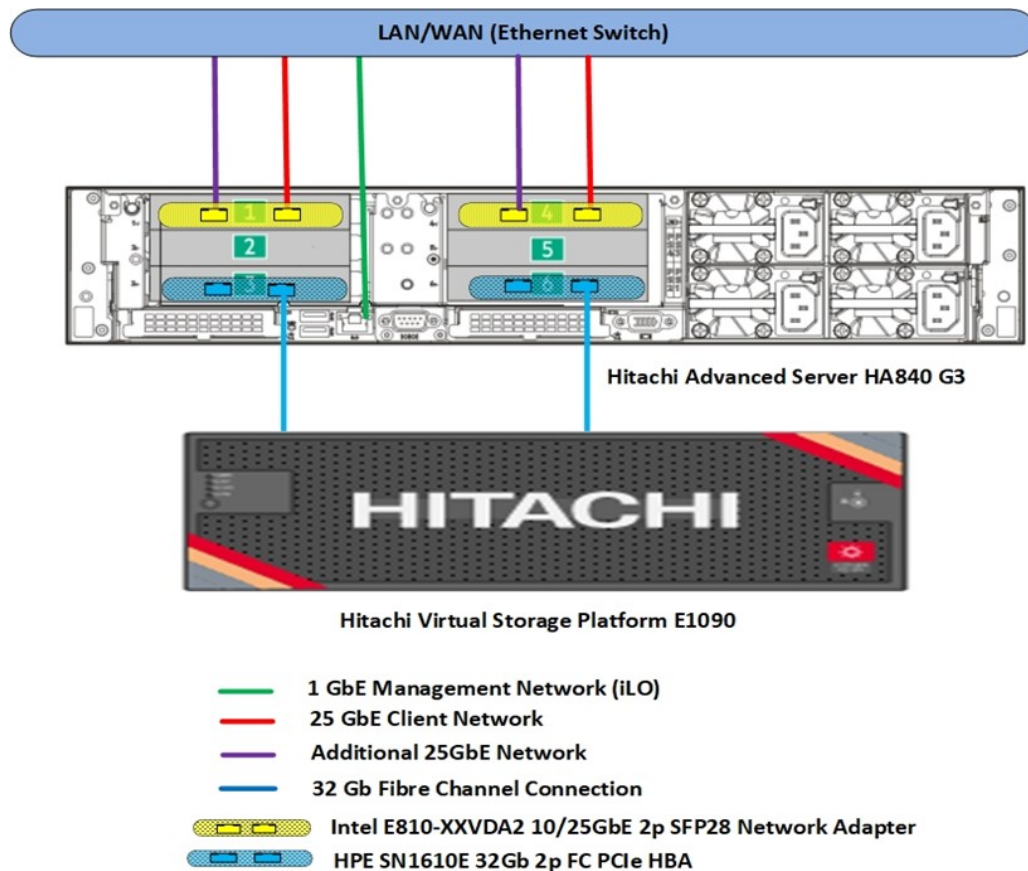 LAN/WAN (Ethernet Switch)
1
4
2
5
3
6
Hitachi Advanced Server HA840 G3
HITACHI
Hitachi Virtual Storage Platform E1090
1 GbE Management Network (iLO)
25 GbE Client Network
Additional 25GbE Network
32 Gb Fibre Channel Connection
Intel E810-XXVDA2 10/25GbE 2p SFP28 Network Adapter
HPE SN1610E 32Gb 2p FC PCIe HBA